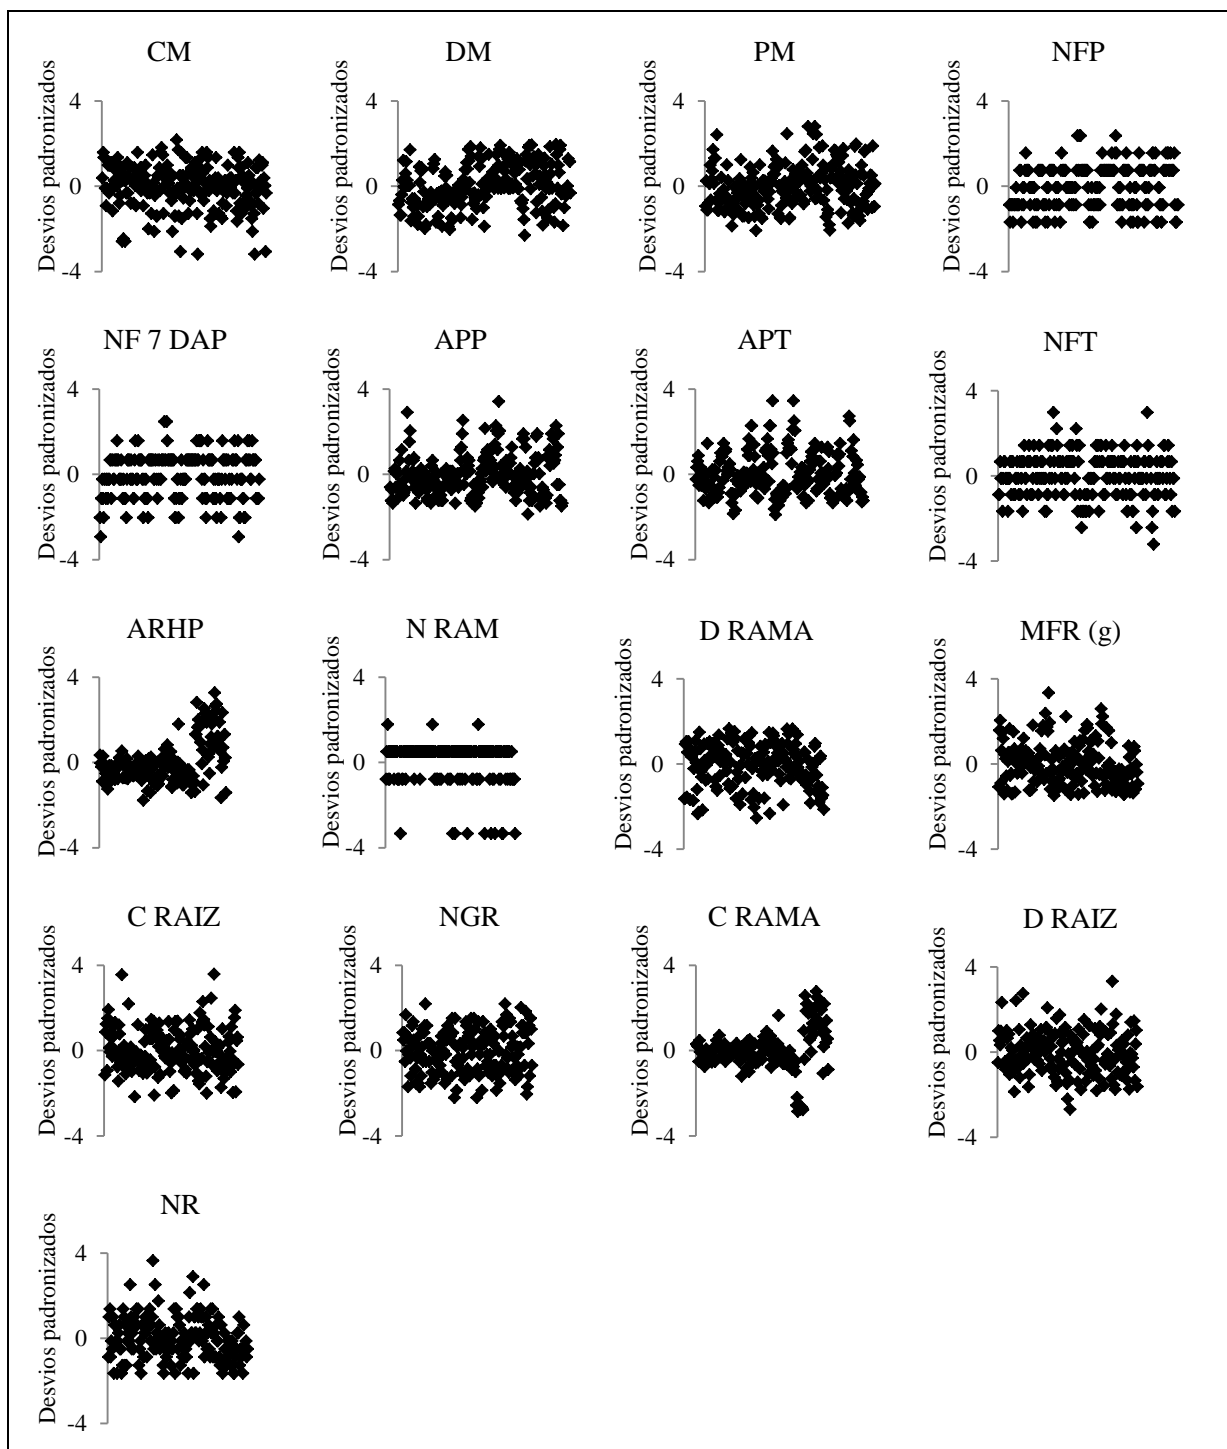 CM DM PM NFP
Desvios padronizados 4 0 -4 Desvios padronizados 4 0 -4 Desvios padronizados 4 0 -4 Desvios padronizados 4 0 -4
NF 7 DAP APP APT NFT
Desvios padronizados 4 0 -4 Desvios padronizados 4 0 -4 Desvios padronizados 4 0 -4 Desvios padronizados 4 0 -4
ARHP N RAM D RAMA MFR (g)
Desvios padronizados 4 0 -4 Desvios padronizados 4 0 -4 Desvios padronizados 4 0 -4 Desvios padronizados 4 0 -4
C RAIZ NGR C RAMA D RAIZ
Desvios padronizados 4 0 -4 Desvios padronizados 4 0 -4 Desvios padronizados 4 0 -4 Desvios padronizados 4 0 -4
NR
Desvios padronizados 4 0 -4